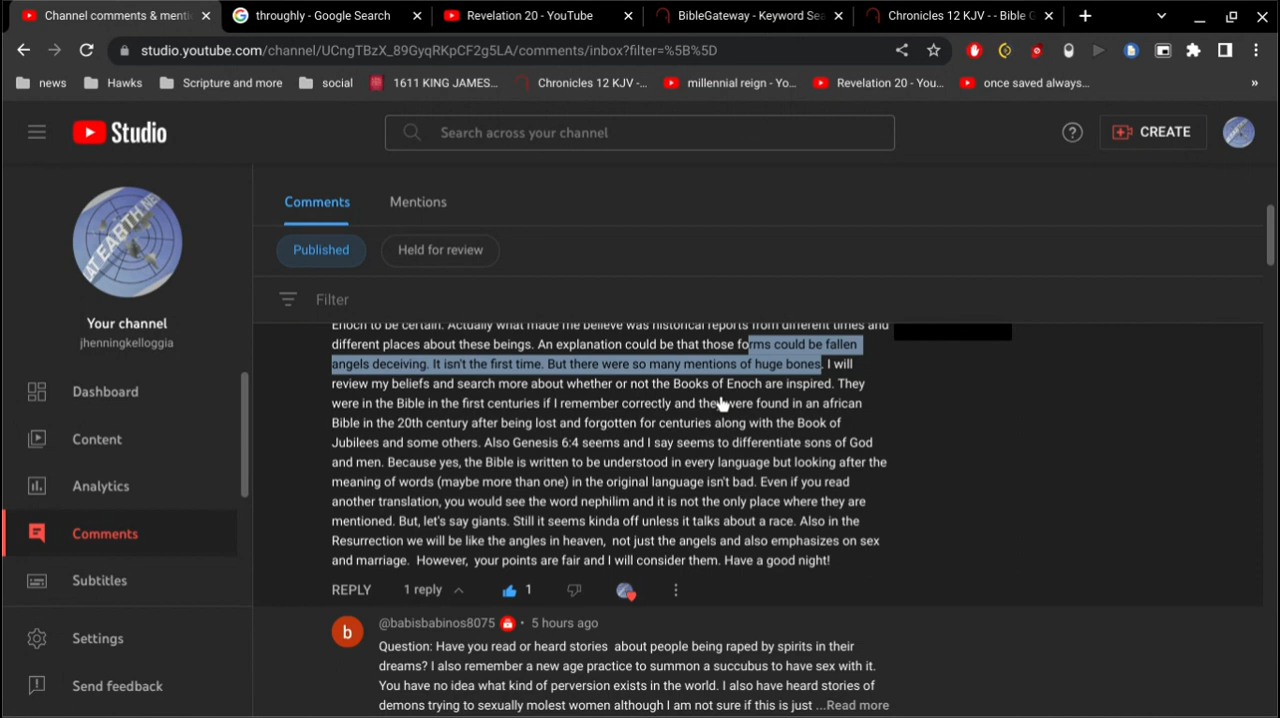 Channel comments & menti
throughly - Google Search
Revelation 20 - YouTube
BibleGateway - Keyword Sea
Chronicles 12 KJV - - Bible G
studio.youtube.com/channel/UCngTBzX_89GyqRKpCF2g5LA/comments/inbox?filter=%5B%5D
news
Hawks
Scripture and more
social
1611 KING JAMES...
Chronicles 12 KJV -...
millennial reign - Yo...
Revelation 20 - You...
once saved always...
»
Studio
Search across your channel
CREATE
AT EARTH NE
Your channel
jhenningkelloggia
Dashboard
Content
Analytics
Comments
Subtitles
Settings
Send feedback
Comments
Mentions
Published
Held for review
Filter
Enoch to be certain. Actually what made me believe was historical reports from different times and
different places about these beings. An explanation could be that those forms could be fallen
angels deceiving. It isn't the first time. But there were so many mentions of huge bones. I will
review my beliefs and search more about whether or not the Books of Enoch are inspired. They
were in the Bible in the first centuries if I remember correctly and they were found in an african
Bible in the 20th century after being lost and forgotten for centuries along with the Book of
Jubilees and some others. Also Genesis 6:4 seems and I say seems to differentiate sons of God
and men. Because yes, the Bible is written to be understood in every language but looking after the
meaning of words (maybe more than one) in the original language isn't bad. Even if you read
another translation, you would see the word nephilim and it is not the only place where they are
mentioned. But, let's say giants. Still it seems kinda off unless it talks about a race. Also in the
Resurrection we will be like the angles in heaven, not just the angels and also emphasizes on sex
and marriage. However, your points are fair and I will consider them. Have a good night!
REPLY
1 reply
1
b
@babisbabinos8075 • 5 hours ago
Question: Have you read or heard stories about people being raped by spirits in their
dreams? I also remember a new age practice to summon a succubus to have sex with it.
You have no idea what kind of perversion exists in the world. I also have heard stories of
demons trying to sexually molest women although I am not sure if this is just ...Read more